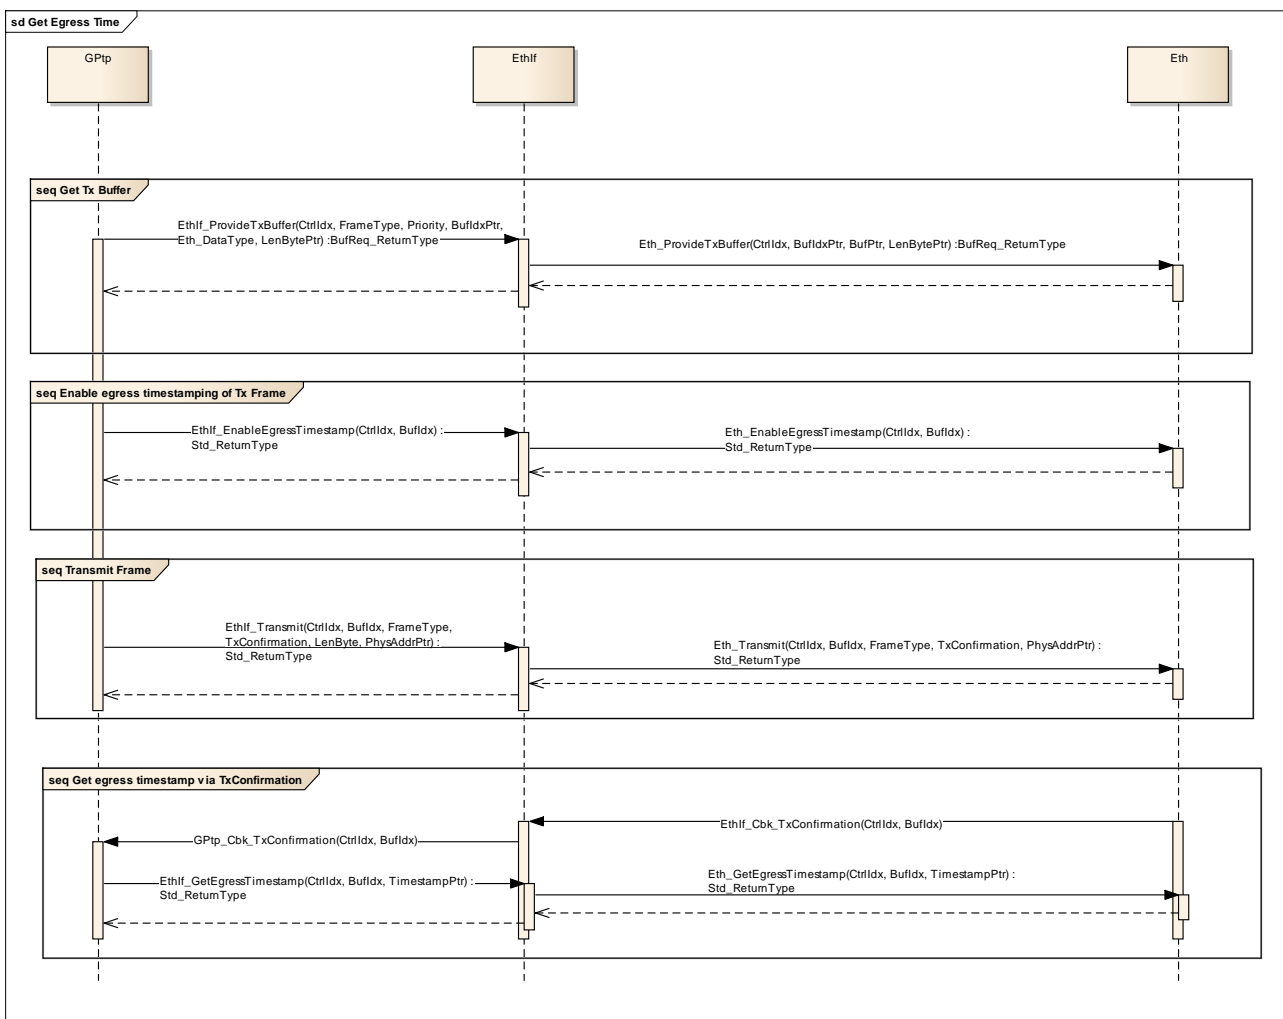 sd Get Egress Time
GPtp
EthIf
Eth
seq Get Tx Buffer
EthIf_ProvideTxBuffer(CtrlIdx, FrameType, Priority, BufIdxPtr,
Eth_DataType, LenBytePtr) :BufReq_ReturnType
Eth_ProvideTxBuffer(CtrlIdx, BufIdxPtr, BufPtr, LenBytePtr) :BufReq_ReturnType
seq Enable egress timestamping of Tx Frame
EthIf_EnableEgressTimestamp(CtrlIdx, BufIdx) :
Std_ReturnType
Eth_EnableEgressTimestamp(CtrlIdx, BufIdx) :
Std_ReturnType
seq Transmit Frame
EthIf_Transmit(CtrlIdx, BufIdx, FrameType,
TxConfirmation, LenByte, PhysAddrPtr) :
Std_ReturnType
Eth_Transmit(CtrlIdx, BufIdx, FrameType, TxConfirmation, PhysAddrPtr) :
Std_ReturnType
seq Get egress timestamp via TxConfirmation
EthIf_Cbk_TxConfirmation(CtrlIdx, BufIdx)
GPtp_Cbk_TxConfirmation(CtrlIdx, BufIdx)
EthIf_GetEgressTimestamp(CtrlIdx, BufIdx, TimestampPtr) :
Std_ReturnType
Eth_GetEgressTimestamp(CtrlIdx, BufIdx, TimestampPtr) :
Std_ReturnType